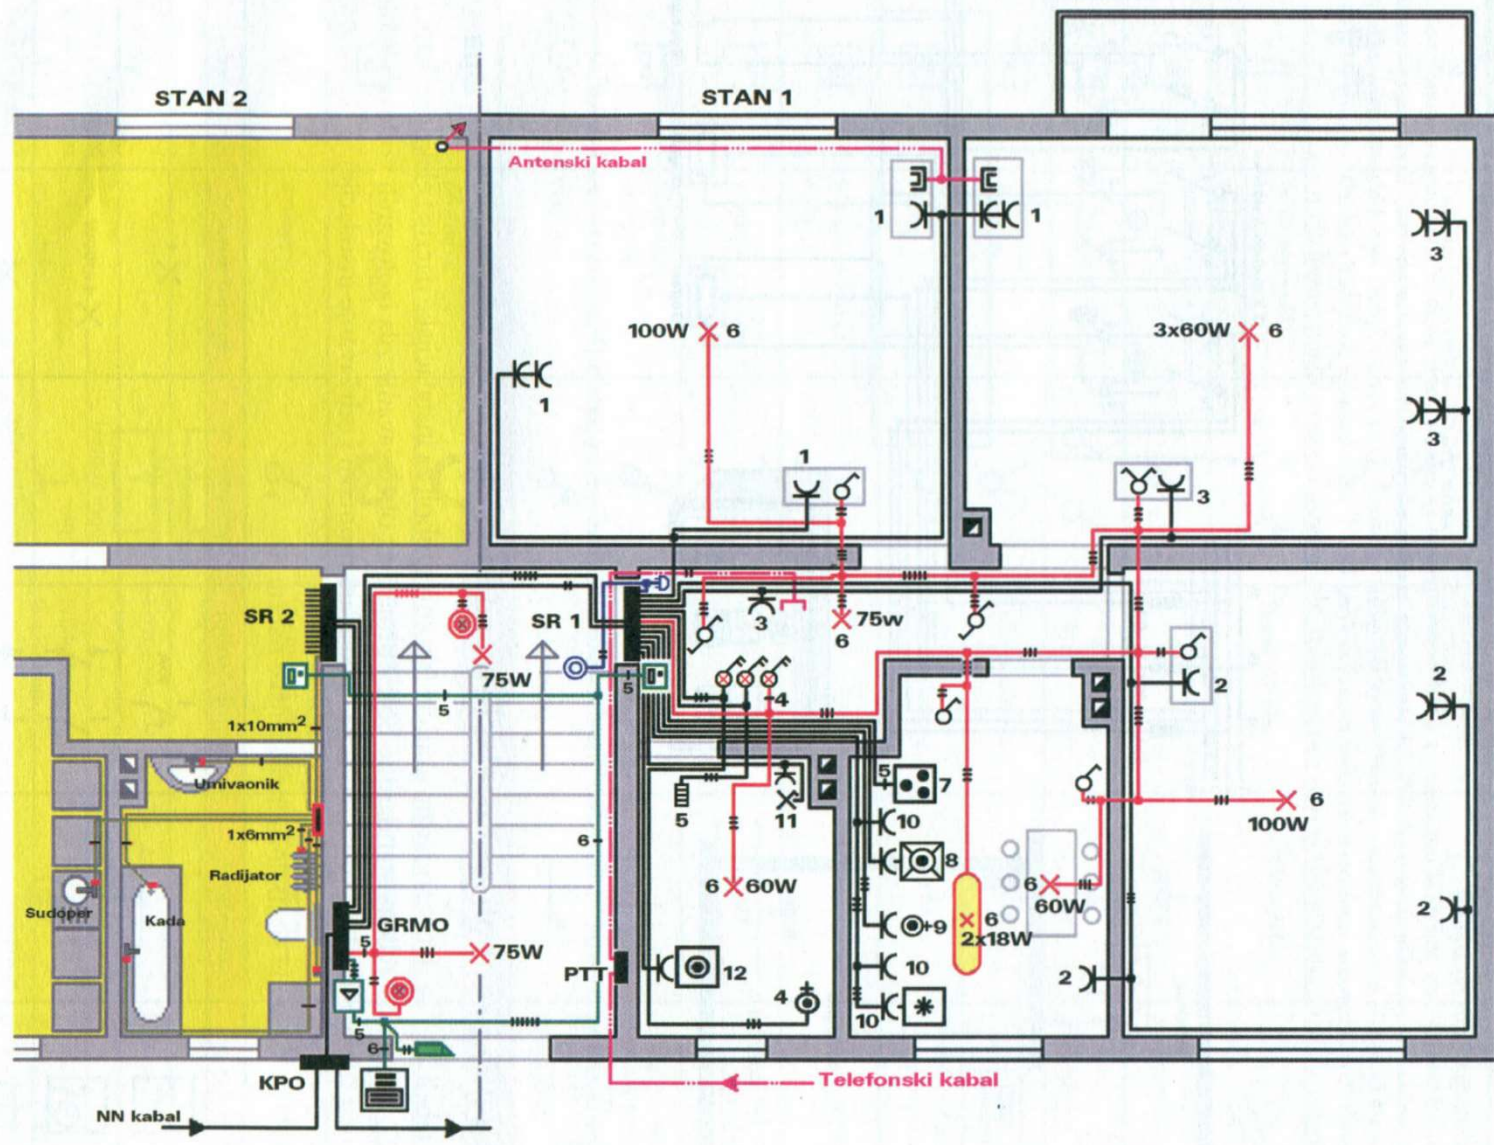 STAN 2
STAN 1
Antenski kabal
1
1
3
100W 6
3x60W 6
1
3
1
3
SR 2
SR 1
3
6
75w
75W
5
5
4
2
2
1x10mm2
Umivaonik
5
7
5
11
10
6
100W
1x6mm2
6
8
Radijator
6 60W
6
60W
Sudoper
Kada
GRMO
9
6
2x18W
2
5
75W
PTT
12
10
2
4
10
5
6
KPO
Telefonski kabal
NN kabal